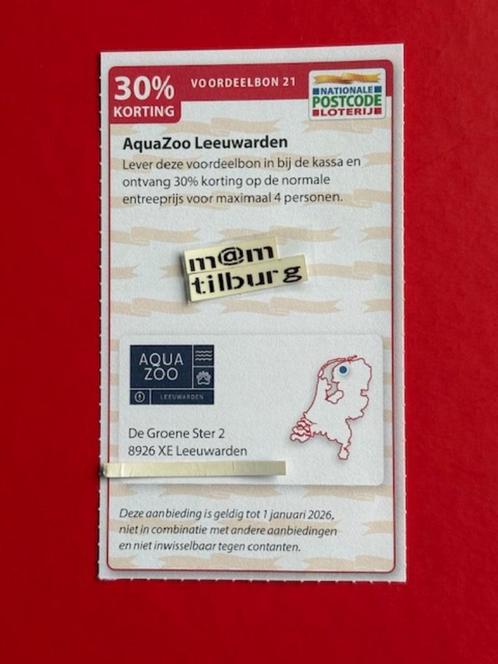 30%
KORTING
VOORDEELBON 21
NATIONALE
POSTCODE
LOTERIJ
AquaZoo Leeuwarden
Lever deze voordeelbon in bij de kassa en
ontvang 30% korting op de normale
entreeprijs voor maximaal 4 personen.
m@m
tilburg
AQUA
ZOO
LEEUWARDEN
De Groene Ster 2
8926 XE Leeuwarden
Deze aanbieding is geldig tot 1 januari 2026,
niet in combinatie met andere aanbiedingen
en niet inwisselbaar tegen contanten.